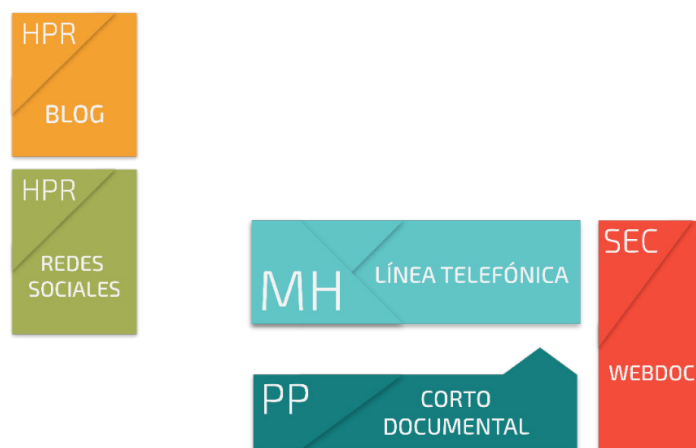 HPR
BLOG
HPR
REDES
SOCIALES
MH
LÍNEA TELEFÓNICA
SEC
WEBDOC
PP
CORTO
DOCUMENTAL